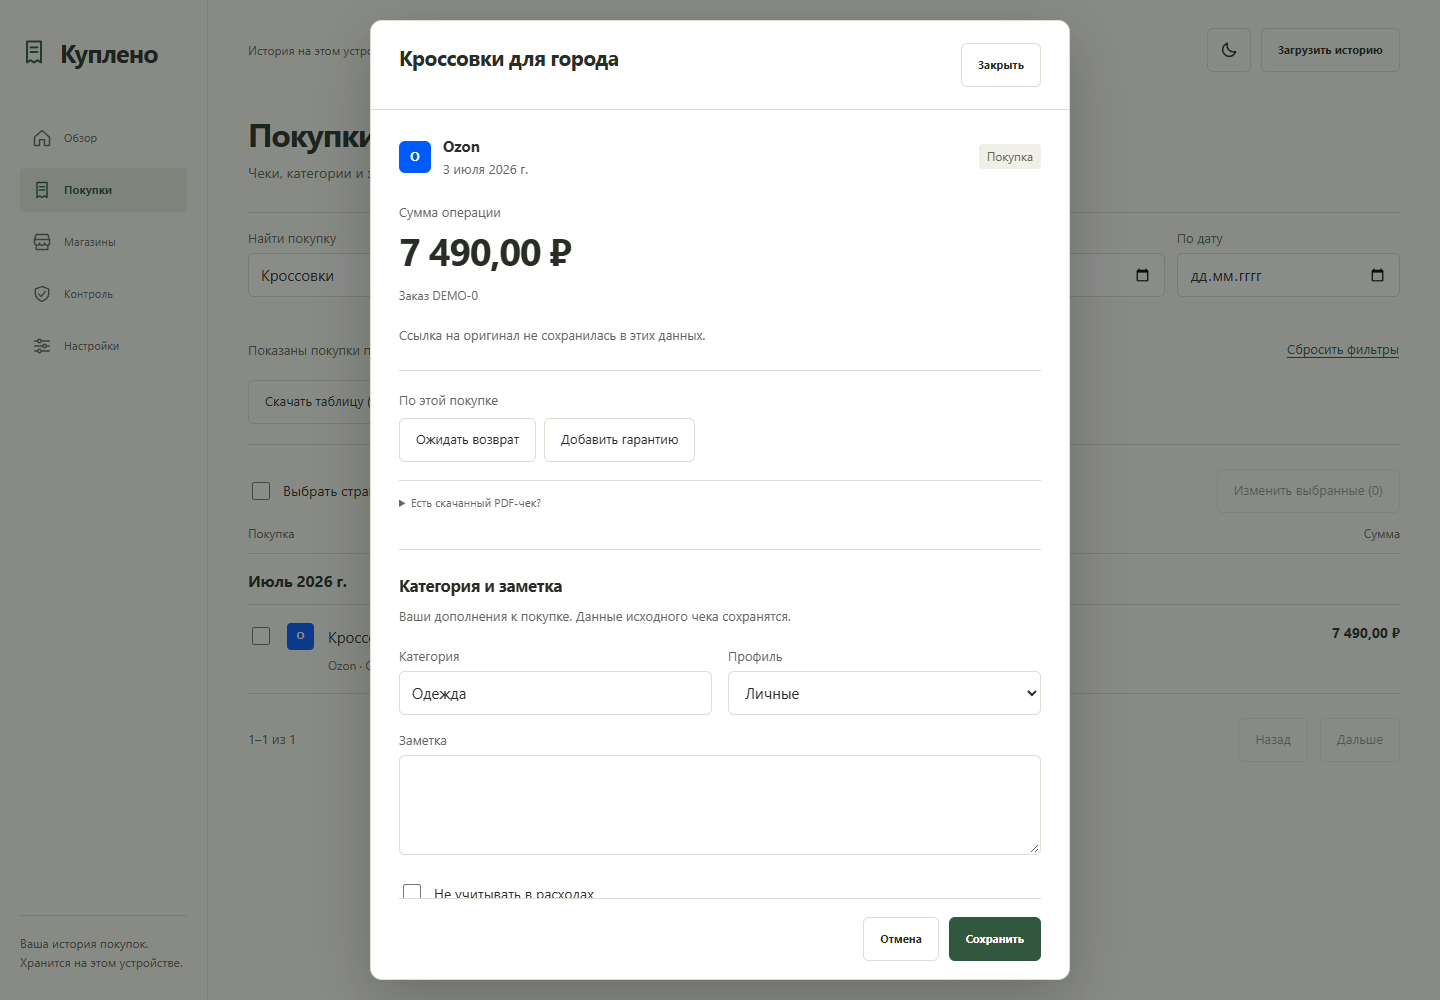 Куплено
Обзор
Покупки
Магазины
Контроль
Настройки
Ваша история покупок.
Хранится на этом устройстве.
История на этом
Загрузить историю
Покупки
Чеки, категории и
Найти покупку
Кроссовки
По дату
дд.мм.гггг
Показаны покупки
Сбросить фильтры
Скачать таблицу
Выбрать
Изменить выбранные (0)
Покупка
Сумма
Июль 2026 г.
O
7 490,00 ₽
Ozon ·
1–1 из 1
Назад
Дальше
Кроссовки для города
Закрыть
O
Ozon
3 июля 2026 г.
Покупка
Сумма операции
7 490,00 ₽
Заказ DEMO-0
Ссылка на оригинал не сохранилась в этих данных.
По этой покупке
Ожидать возврат
Добавить гарантию
Есть скачанный PDF-чек?
Категория и заметка
Ваши дополнения к покупке. Данные исходного чека сохранятся.
Категория
Профиль
Одежда
Личные
Заметка
Не учитывать в расходах
Отмена
Сохранить